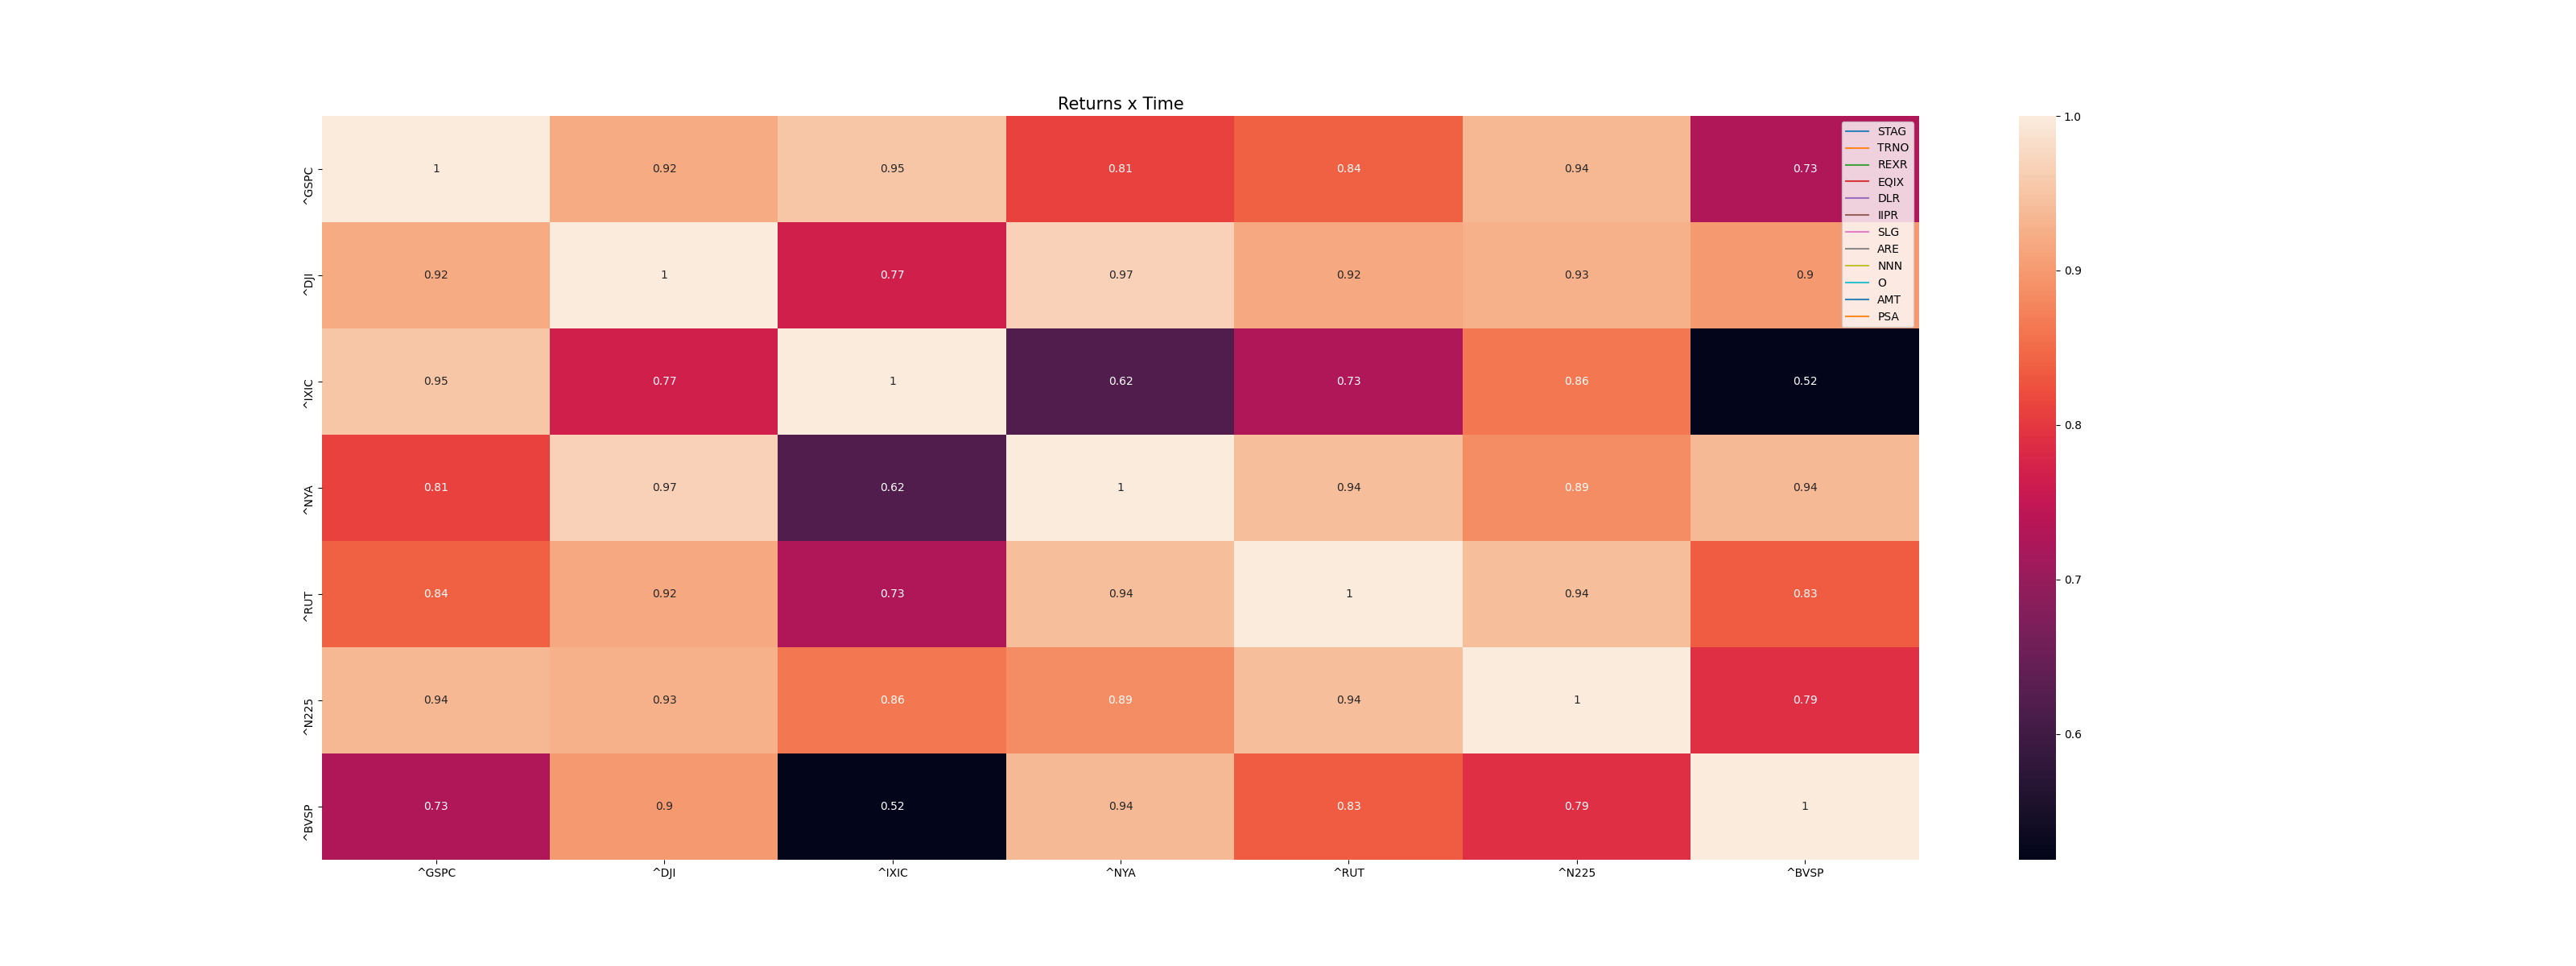 Returns x Time
^GSPC 1 0.92 0.95 0.81 0.84 0.94 0.73
^DJI 0.92 1 0.77 0.97 0.92 0.93 0.9
^IXIC 0.95 0.77 1 0.62 0.73 0.86 0.52
^NYA 0.81 0.97 0.62 1 0.94 0.89 0.94
^RUT 0.84 0.92 0.73 0.94 1 0.94 0.83
^N225 0.94 0.93 0.86 0.89 0.94 1 0.79
^BVSP 0.73 0.9 0.52 0.94 0.83 0.79 1
^GSPC ^DJI ^IXIC ^NYA ^RUT ^N225 ^BVSP
STAG
TRNO
REXR
EQIX
DLR
IIPR
SLG
ARE
NNN
O
AMT
PSA
1.0
0.9
0.8
0.7
0.6